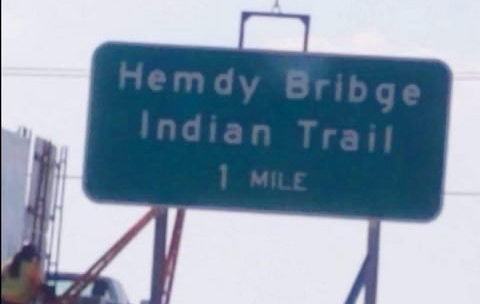 Hemdy Bribge
Indian Trail
1 MILE